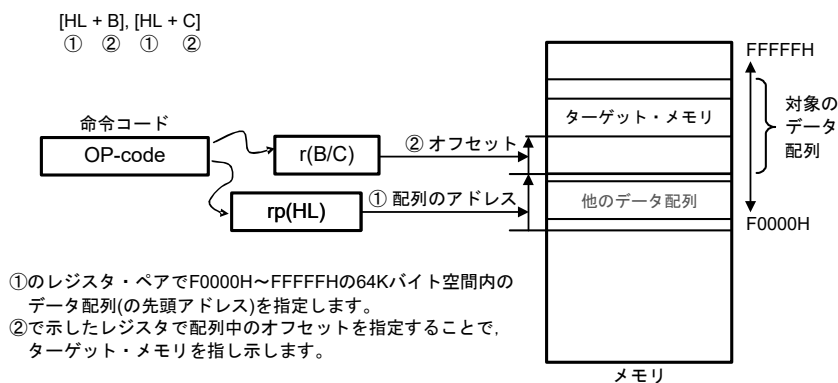 [HL + B], [HL + C]
① ② ① ②
FFFFFH
対象の
データ
配列
ターゲット・メモリ
命令コード
OP-code
r(B/C)
② オフセット
rp(HL)
① 配列のアドレス
他のデータ配列
F0000H
①のレジスタ・ペアでF0000H～FFFFFHの64Kバイト空間内の
データ配列(の先頭アドレス)を指定します。
②で示したレジスタで配列中のオフセットを指定することで,
ターゲット・メモリを指し示します。
メモリ